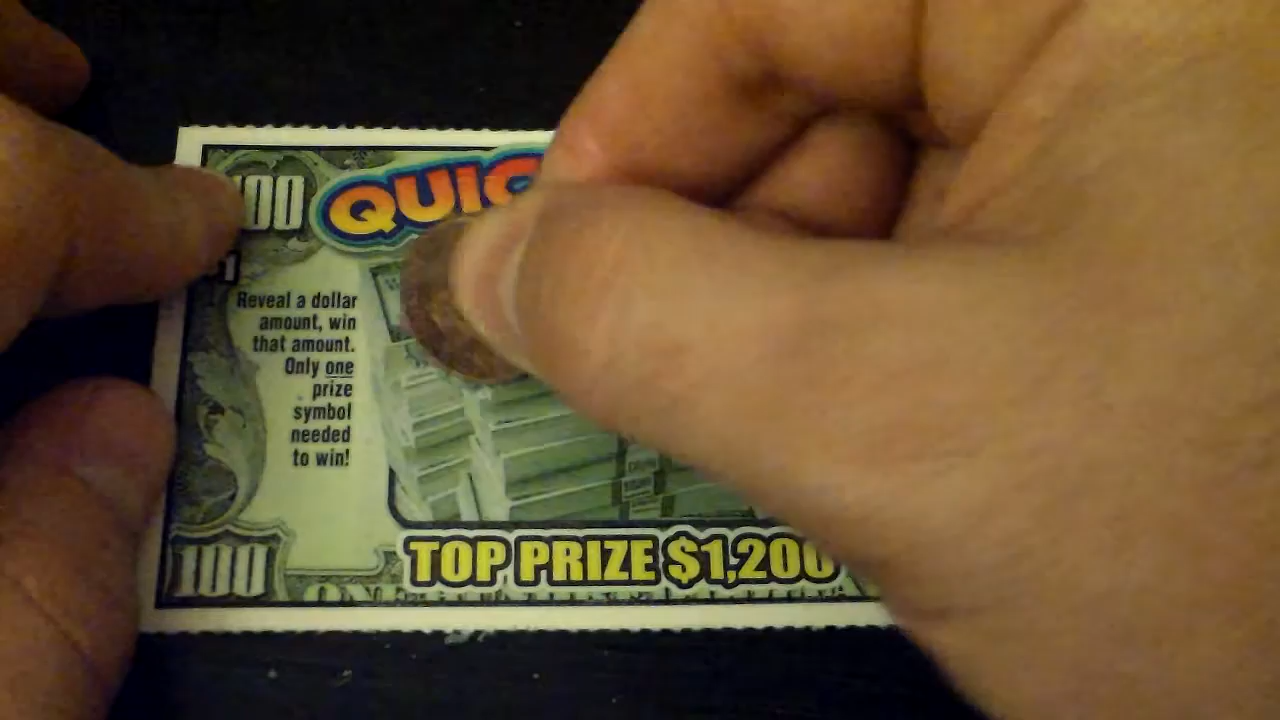 100
QUIC
1
Reveal a dollar
amount, win
that amount.
Only one
prize
symbol
needed
to win!
100
TOP PRIZE $1,200